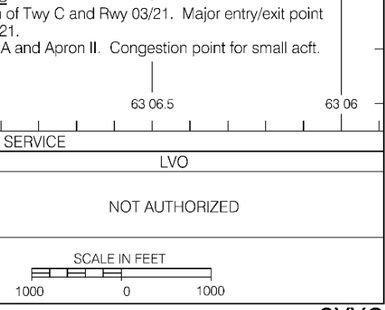 of Twy C and Rwy 03/21. Major entry/exit point
21.
A and Apron II. Congestion point for small acft.
63 06.5 63 06
SERVICE
LVO
NOT AUTHORIZED
SCALE IN FEET
1000 0 1000